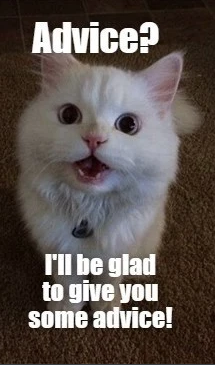 Advice?
I'll be glad
to give you
some advice!